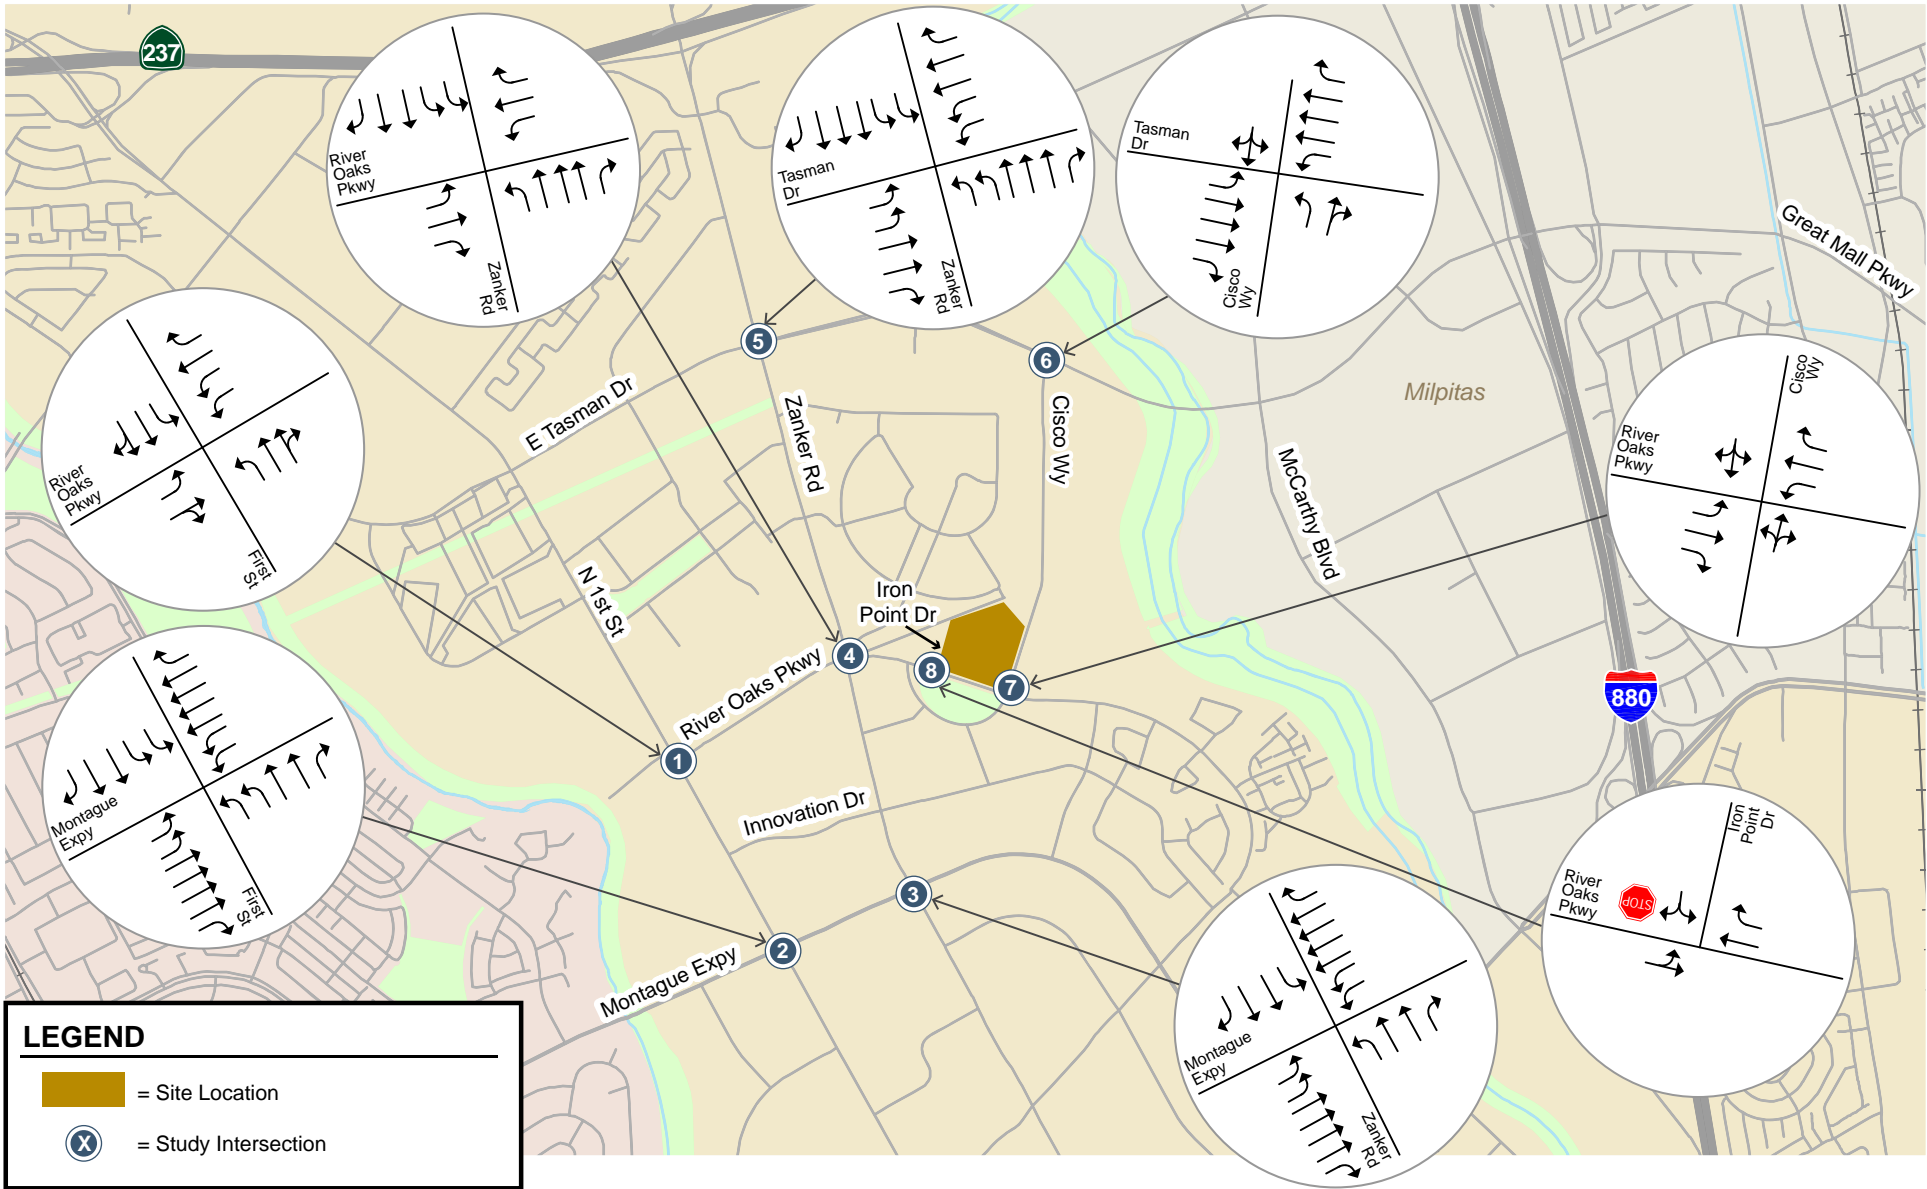 237
River
Oaks
Pkwy
Zanker
Rd
Tasman
Dr
Zanker
Rd
Tasman
Dr
Cisco
Wy
Great Mall Pkwy
River
Oaks
Pkwy
First
St
5
6
E Tasman Dr
Zanker Rd
Cisco Wy
Milpitas
McCarthy Blvd
Cisco
Wy
River
Oaks
Pkwy
N 1st St
Iron
Point Dr
4
8
7
River Oaks Pkwy
1
880
Montague
Expy
First
St
Innovation Dr
3
2
Montague Expy
Iron
Point
Dr
River
Oaks
Pkwy
STOP
Montague
Expy
Zanker
Rd
LEGEND
= Site Location
X
= Study Intersection